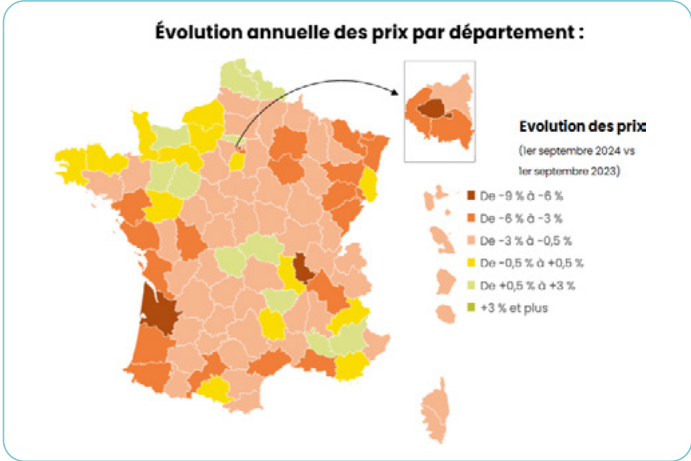 Évolution annuelle des prix par département :
Evolution des prix
(1er septembre 2024 vs
1er septembre 2023)
De -9 % à -6 %
De -6 % à -3 %
De -3 % à -0,5 %
De -0,5 % à +0,5 %
De +0,5 % à +3 %
+3 % et plus